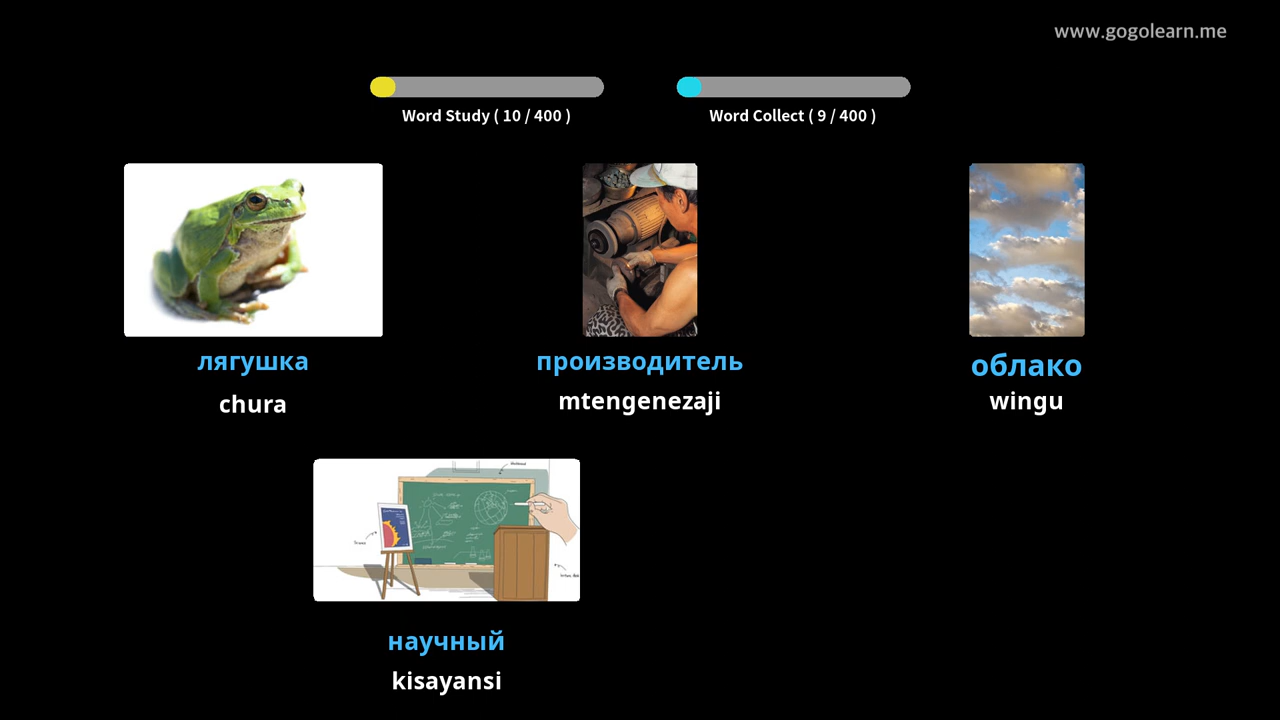 www.gogolearn.me
Word Study ( 10 / 400 )
Word Collect ( 9 / 400 )
лягушка
производитель
облако
chura
mtengenezaji
wingu
научный
kisayansi